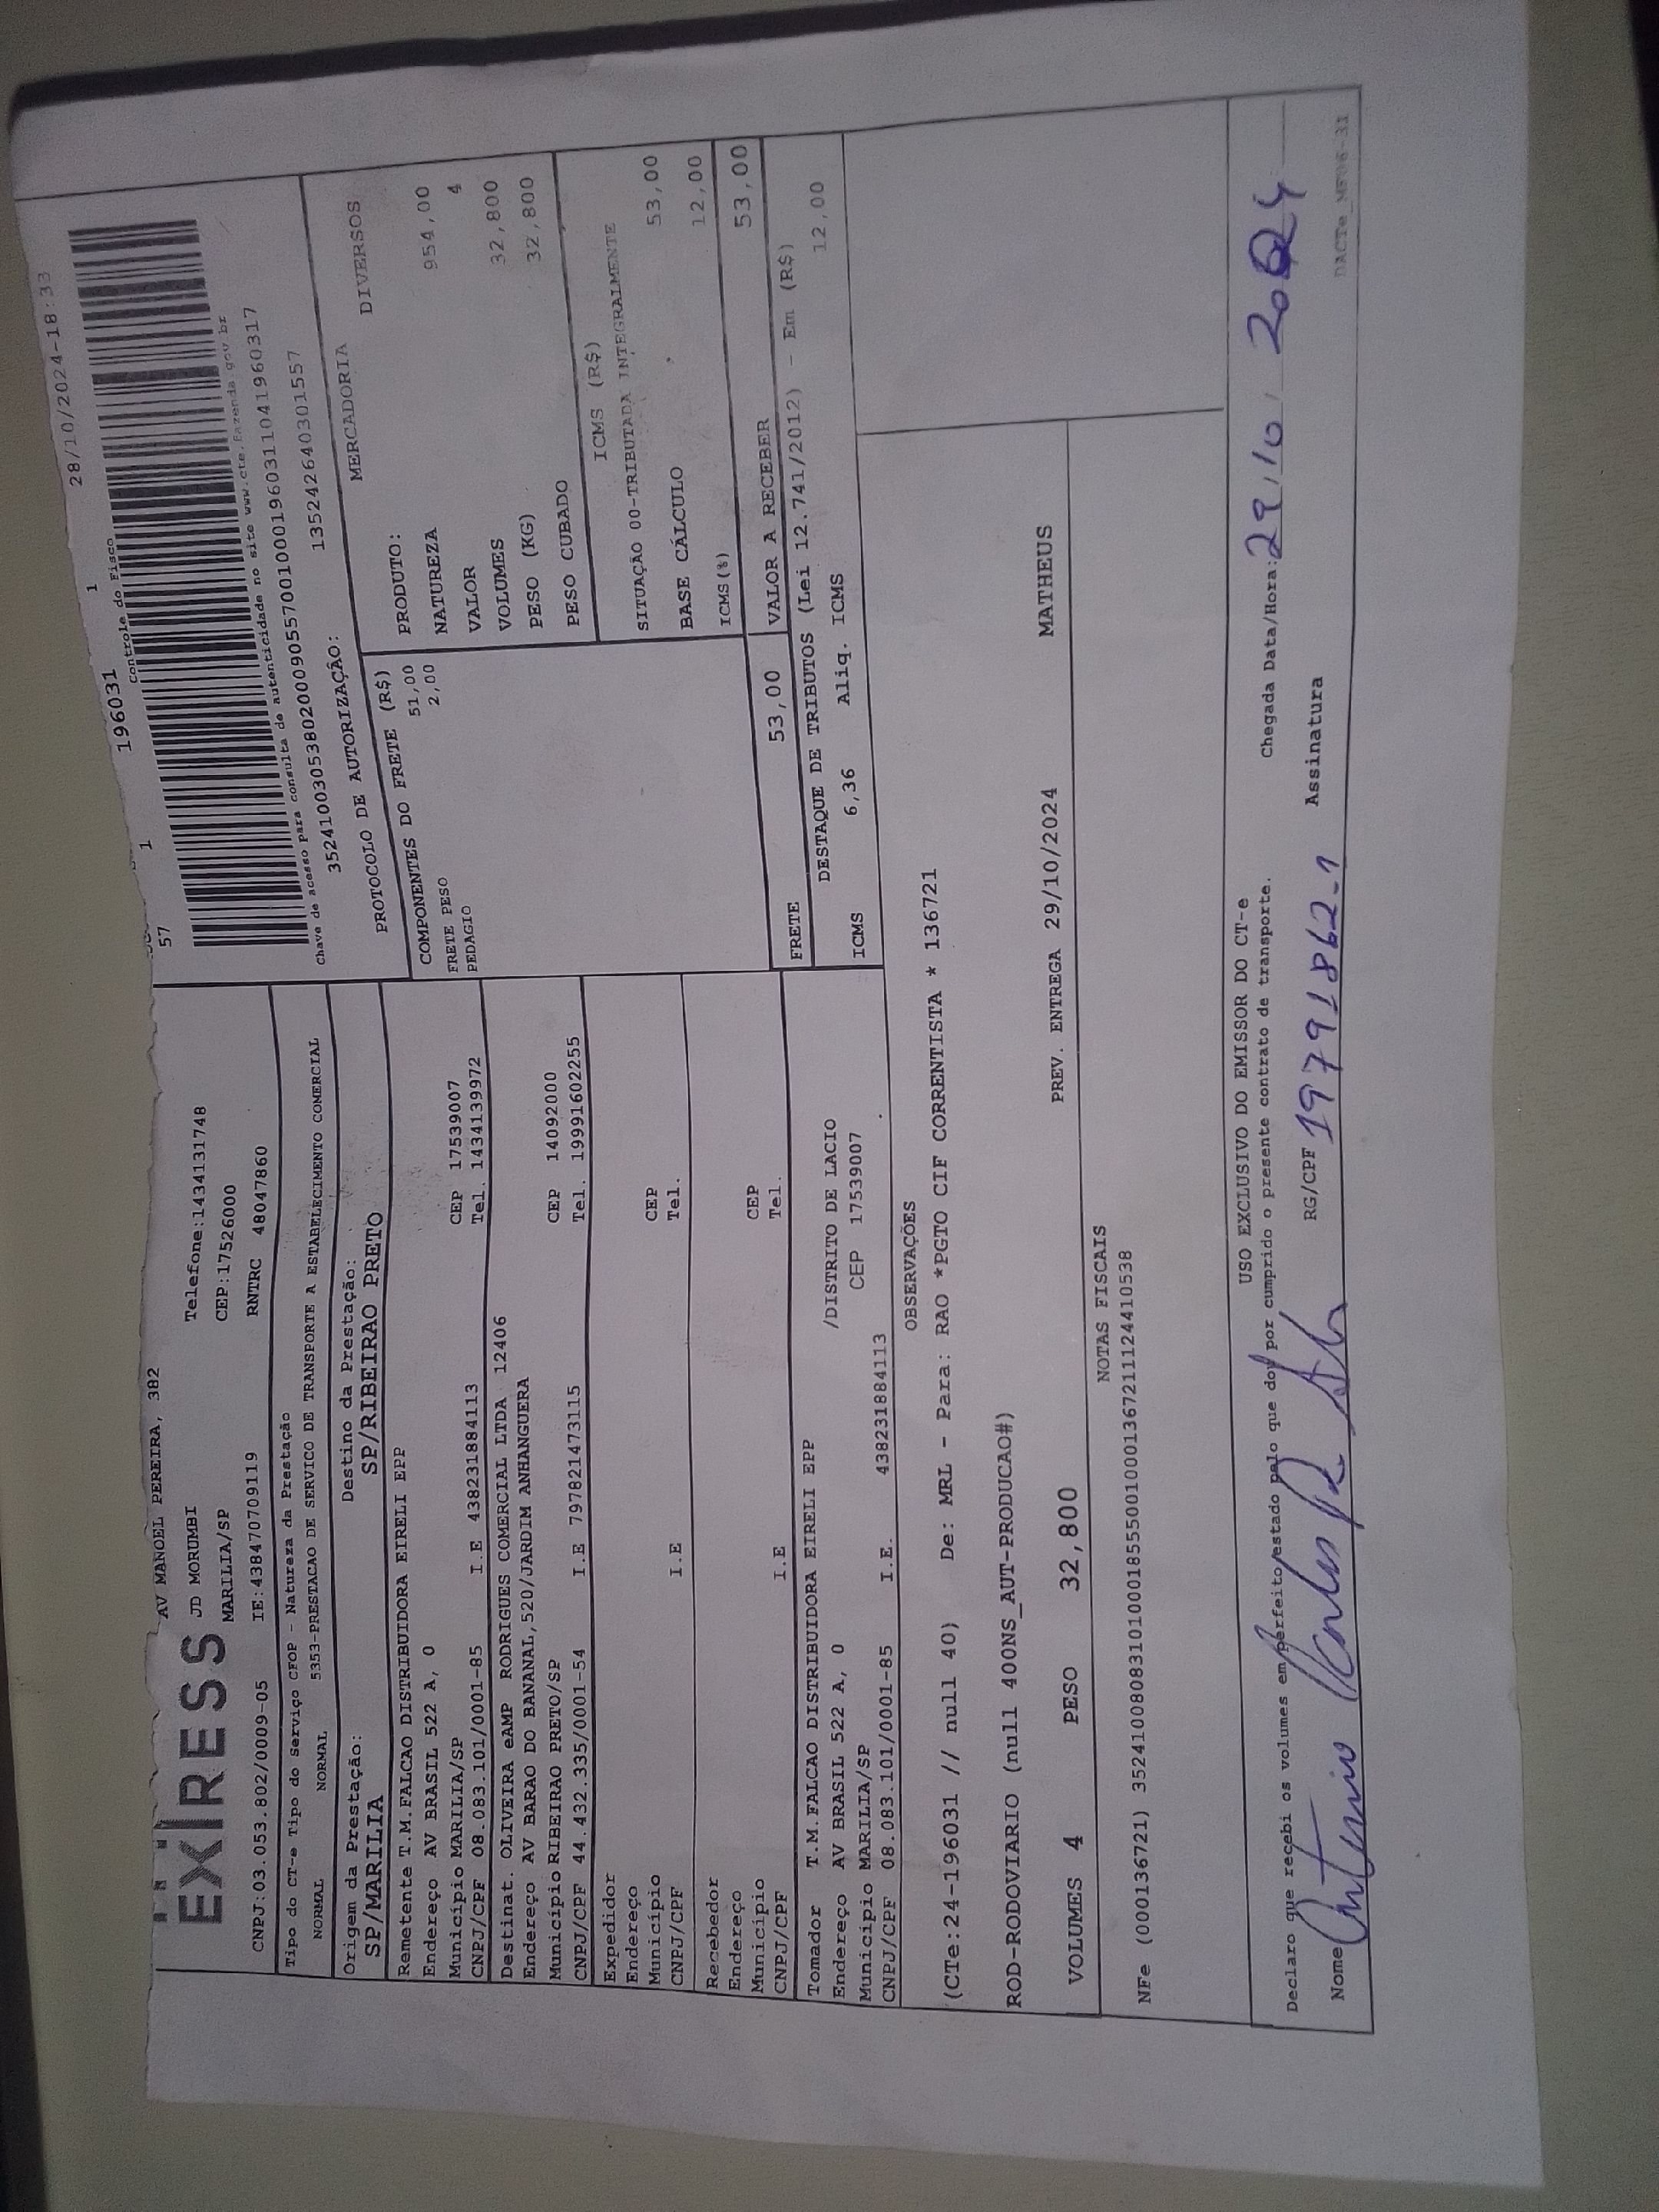 EXPRESS
AV MANOEL PEREIRA, 382
JD MORUMBI Telefone:1434131748
MARILIA/SP CEP:17526000
CNPJ:03.053.802/0009-05 IE:438470709119 RNTRC 48047860
57 1 196031 1 28/10/2024-18:33
Controle do Fisco
Chave de acesso para consulta de autenticidade no site www.cte.fazenda.gov.br
35241003053802000905570010001960311041960317
PROTOCOLO DE AUTORIZAÇÃO: 135242640301557
Tipo do CT-e Tipo do Serviço CFOP - Natureza da Prestação
NORMAL NORMAL 5353-PRESTACAO DE SERVICO DE TRANSPORTE A ESTABELECIMENTO COMERCIAL
Origem da Prestação: Destino da Prestação:
SP/MARILIA SP/RIBEIRAO PRETO
Remetente T.M.FALCAO DISTRIBUIDORA EIRELI EPP
Endereço AV BRASIL 522 A, 0
Município MARILIA/SP CEP 17539007
CNPJ/CPF 08.083.101/0001-85 I.E 438231884113 Tel. 1434139972
Destinat. OLIVEIRA eAMP RODRIGUES COMERCIAL LTDA 12406
Endereço AV BARAO DO BANANAL,520/JARDIM ANHANGUERA
Município RIBEIRAO PRETO/SP CEP 14092000
CNPJ/CPF 44.432.335/0001-54 I.E 797821473115 Tel. 19991602255
Expedidor
Endereço
Município CEP
CNPJ/CPF I.E Tel.
Recebedor
Endereço
Município CEP
CNPJ/CPF I.E Tel.
Tomador T.M.FALCAO DISTRIBUIDORA EIRELI EPP
Endereço AV BRASIL 522 A, 0 /DISTRITO DE LACIO
Município MARILIA/SP CEP 17539007
CNPJ/CPF 08.083.101/0001-85 I.E. 438231884113
COMPONENTES DO FRETE (R$)
FRETE PESO 51,00
PEDAGIO 2,00
FRETE 53,00
MERCADORIA
PRODUTO: DIVERSOS
NATUREZA
VALOR 954,00
VOLUMES 4
PESO (KG) 32,800
PESO CUBADO 32,800
ICMS (R$)
SITUAÇÃO 00-TRIBUTADA INTEGRALMENTE
BASE CÁLCULO 53,00
ICMS(%) 12,00
VALOR A RECEBER 53,00
DESTAQUE DE TRIBUTOS (Lei 12.741/2012) - Em (R$)
ICMS 6,36 Aliq. ICMS 12,00
OBSERVAÇÕES
(CTe:24-196031 // null 40) De: MRL - Para: RAO *PGTO CIF CORRENTISTA * 136721
ROD-RODOVIARIO (null 400NS_AUT-PRODUCAO#)
VOLUMES 4 PESO 32,800 PREV. ENTREGA 29/10/2024 MATHEUS
NOTAS FISCAIS
NFe (000136721) 35241008083101000185550010001367211112441​0538
USO EXCLUSIVO DO EMISSOR DO CT-e
Declaro que recebi os volumes em perfeito/estado pelo que dou por cumprido o presente contrato de transporte. Chegada Data/Hora: 29/10/2024
Nome Antonio Carlos RG/CPF 19791862-1 Assinatura
DACTe MF06-31